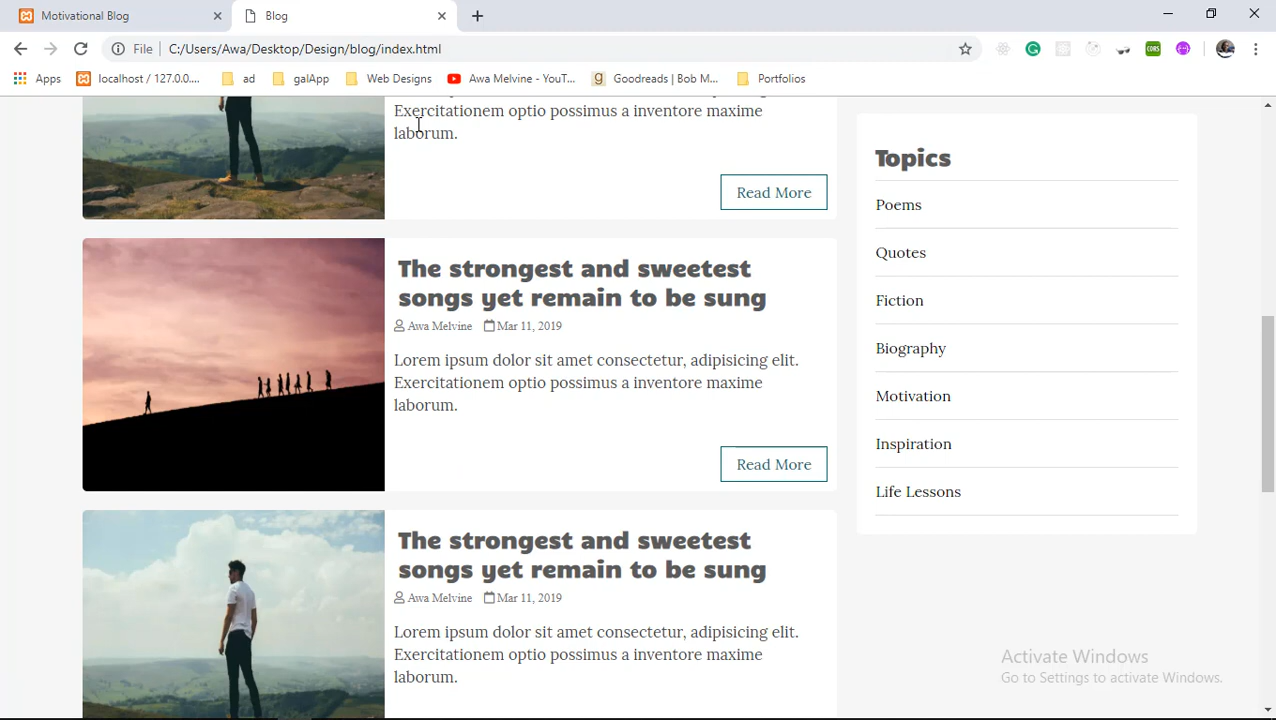 Motivational Blog
Blog
File
C:/Users/Awa/Desktop/Design/blog/index.html
Apps
localhost / 127.0.0....
ad
galApp
Web Designs
Awa Melvine - YouT...
Goodreads | Bob M...
Portfolios
Exercitationem optio possimus a inventore maxime
laborum.
Read More
The strongest and sweetest
songs yet remain to be sung
Awa Melvine Mar 11, 2019
Lorem ipsum dolor sit amet consectetur, adipisicing elit.
Exercitationem optio possimus a inventore maxime
laborum.
Read More
The strongest and sweetest
songs yet remain to be sung
Awa Melvine Mar 11, 2019
Lorem ipsum dolor sit amet consectetur, adipisicing elit.
Exercitationem optio possimus a inventore maxime
laborum.
Topics
Poems
Quotes
Fiction
Biography
Motivation
Inspiration
Life Lessons
Activate Windows
Go to Settings to activate Windows.